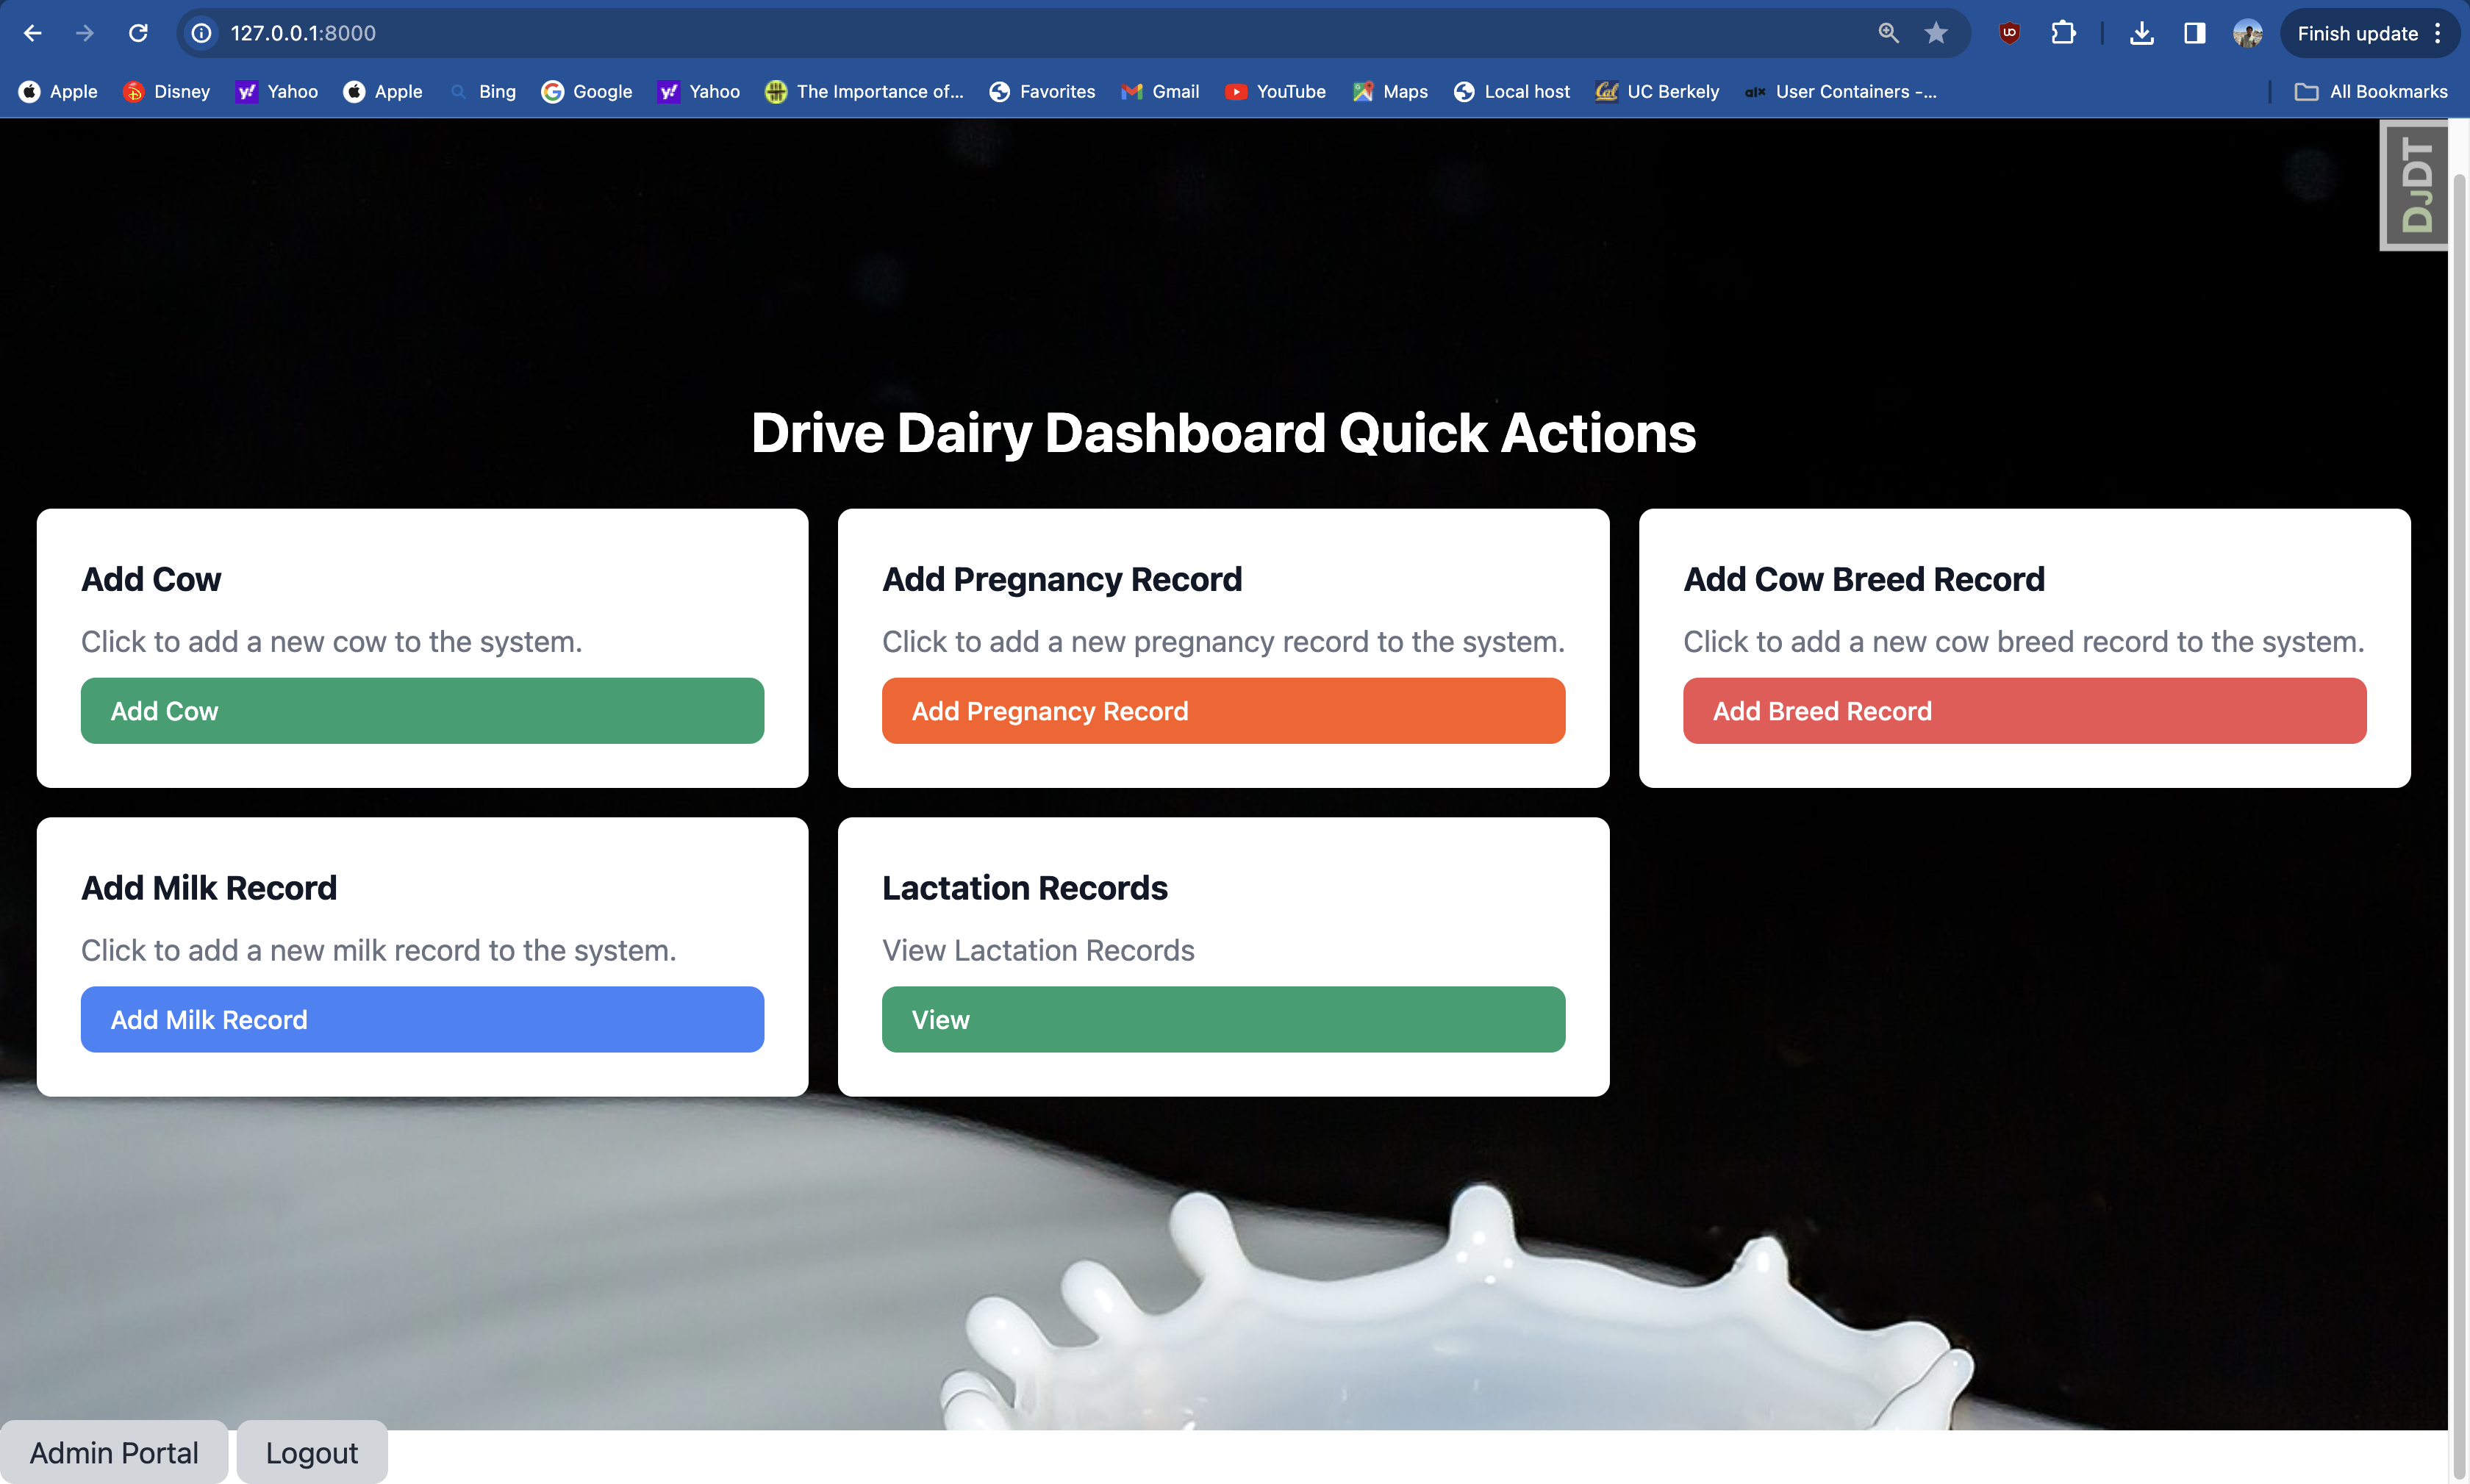 127.0.0.1:8000
Finish update
Apple Disney Yahoo Apple Bing Google Yahoo The Importance of... Favorites Gmail YouTube Maps Local host UC Berkely User Containers -... All Bookmarks
DJDT
Drive Dairy Dashboard Quick Actions
Add Cow
Click to add a new cow to the system.
Add Cow
Add Pregnancy Record
Click to add a new pregnancy record to the system.
Add Pregnancy Record
Add Cow Breed Record
Click to add a new cow breed record to the system.
Add Breed Record
Add Milk Record
Click to add a new milk record to the system.
Add Milk Record
Lactation Records
View Lactation Records
View
Admin Portal
Logout